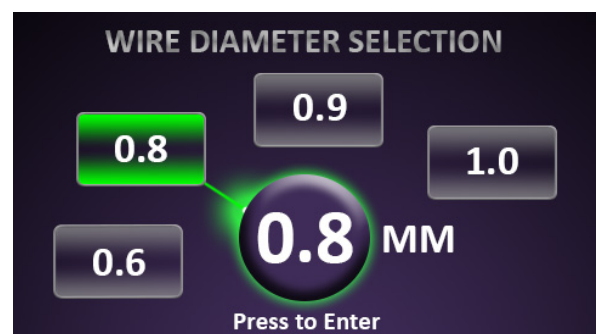 WIRE DIAMETER SELECTION
0.9
0.8
1.0
0.8 MM
0.6
Press to Enter